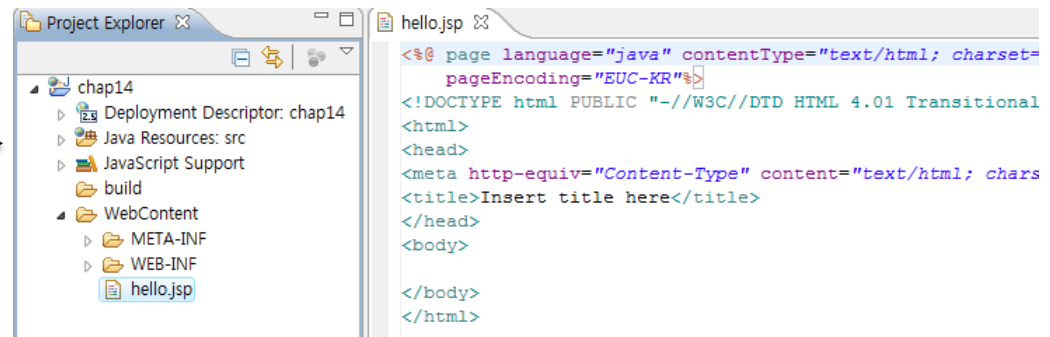 Project Explorer
chap14
Deployment Descriptor: chap14
Java Resources: src
JavaScript Support
build
WebContent
META-INF
WEB-INF
hello.jsp
hello.jsp
<%@ page language="java" contentType="text/html; charset=
pageEncoding="EUC-KR"%>
<!DOCTYPE html PUBLIC "-//W3C//DTD HTML 4.01 Transitional
<html>
<head>
<meta http-equiv="Content-Type" content="text/html; chars
<title>Insert title here</title>
</head>
<body>
</body>
</html>